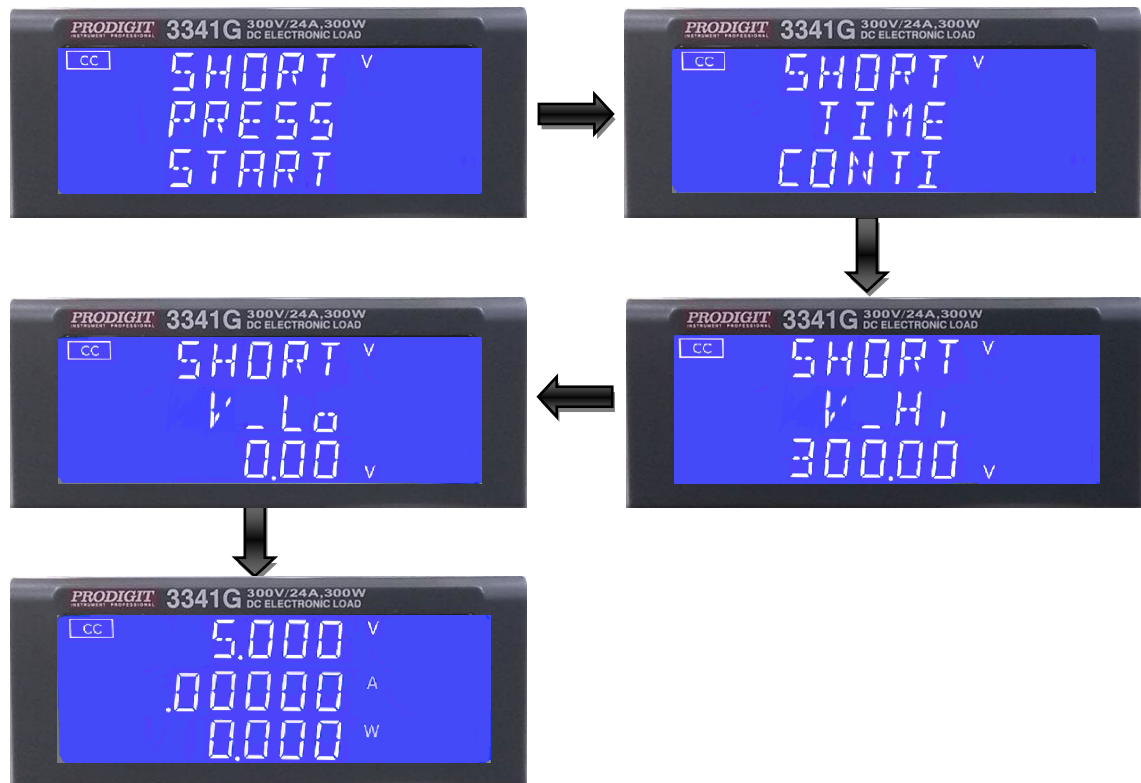 PRODIGIT 3341G 300V/24A,300W
INSTRUMENT PROFESSIONAL DC ELECTRONIC LOAD
CC SHORT V
PRESS
START
PRODIGIT 3341G 300V/24A,300W
INSTRUMENT PROFESSIONAL DC ELECTRONIC LOAD
CC SHORT V
TIME
CONTI
PRODIGIT 3341G 300V/24A,300W
INSTRUMENT PROFESSIONAL DC ELECTRONIC LOAD
CC SHORT V
V_Hi
300.00 V
PRODIGIT 3341G 300V/24A,300W
INSTRUMENT PROFESSIONAL DC ELECTRONIC LOAD
CC SHORT V
V_Lo
0.00 V
PRODIGIT 3341G 300V/24A,300W
INSTRUMENT PROFESSIONAL DC ELECTRONIC LOAD
CC 5.000 V
.00000 A
0.000 W